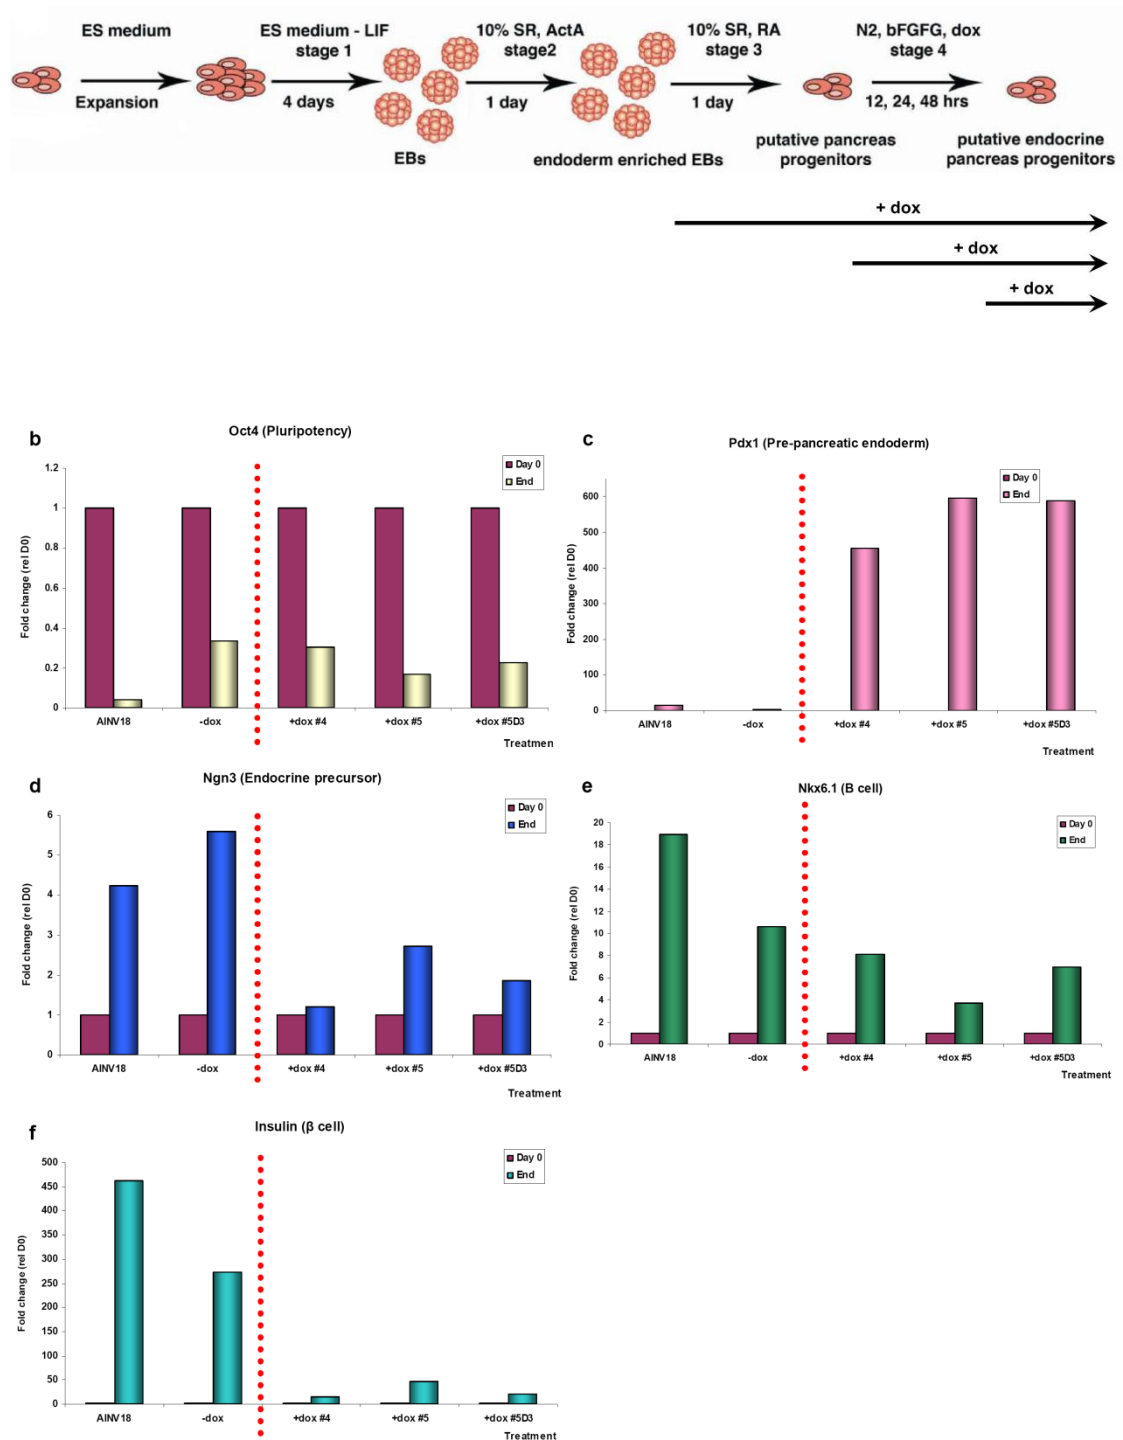 ES medium
Expansion
ES medium - LIF
stage 1
4 days
EBs
10% SR, ActA
stage2
1 day
endoderm enriched EBs
10% SR, RA
stage 3
1 day
putative pancreas
progenitors
N2, bFGFG, dox
stage 4
12, 24, 48 hrs
putative endocrine
pancreas progenitors
+ dox
+ dox
+ dox
b
Oct4 (Pluripotency)
Day 0
End
Fold change (rel D0)
1.2
1
0.8
0.6
0.4
0.2
0
AINV18 -dox +dox #4 +dox #5 +dox #5D3
Treatmen
c
Pdx1 (Pre-pancreatic endoderm)
Day 0
End
Fold change (rel D0)
600
500
400
300
200
100
0
AINV18 -dox +dox #4 +dox #5 +dox #5D3
Treatment
d
Ngn3 (Endocrine precursor)
Day 0
End
Fold change (rel D0)
6
5
4
3
2
1
0
AINV18 -dox +dox #4 +dox #5 +dox #5D3
Treatment
e
Nkx6.1 (B cell)
Day 0
End
Fold change (rel D0)
20
18
16
14
12
10
8
6
4
2
0
AINV18 -dox +dox #4 +dox #5 +dox #5D3
Treatment
f
Insulin (β cell)
Day 0
End
Fold change (rel D0)
500
450
400
350
300
250
200
150
100
50
0
AINV18 -dox +dox #4 +dox #5 +dox #5D3
Treatment